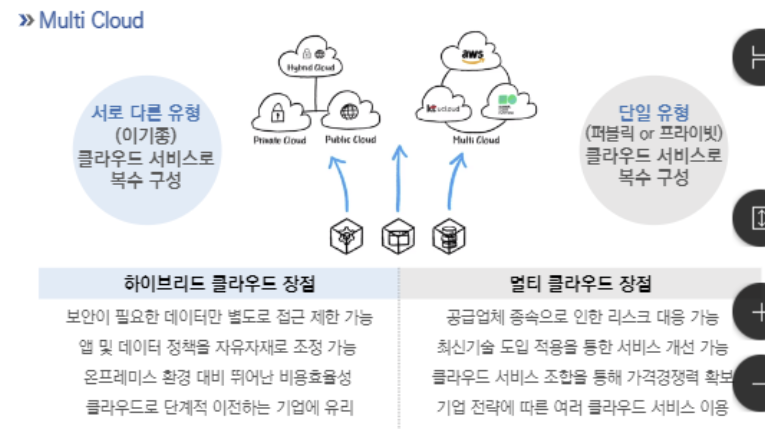 » Multi Cloud
서로 다른 유형
(이기종)
클라우드 서비스로
복수 구성
Hybrid Cloud
Private Cloud
Public Cloud
aws
kt ucloud
Multi Cloud
단일 유형
(퍼블릭 or 프라이빗)
클라우드 서비스로
복수 구성
하이브리드 클라우드 장점
보안이 필요한 데이터만 별도로 접근 제한 가능
앱 및 데이터 정책을 자유자재로 조정 가능
온프레미스 환경 대비 뛰어난 비용효율성
클라우드로 단계적 이전하는 기업에 유리
멀티 클라우드 장점
공급업체 종속으로 인한 리스크 대응 가능
최신기술 도입 적용을 통한 서비스 개선 가능
클라우드 서비스 조합을 통해 가격경쟁력 확보
기업 전략에 따른 여러 클라우드 서비스 이용